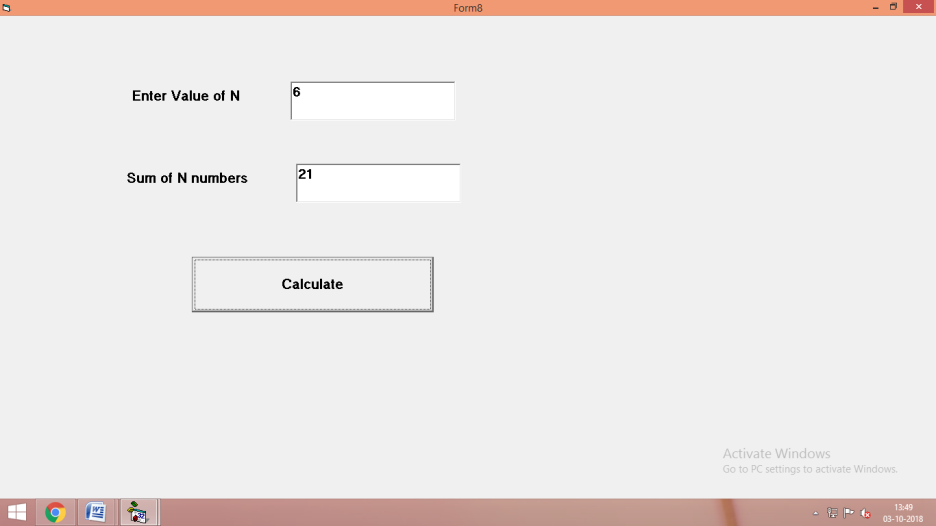 Form8
Enter Value of N
6
Sum of N numbers
21
Calculate
Activate Windows
Go to PC settings to activate Windows.
13:49
03-10-2018